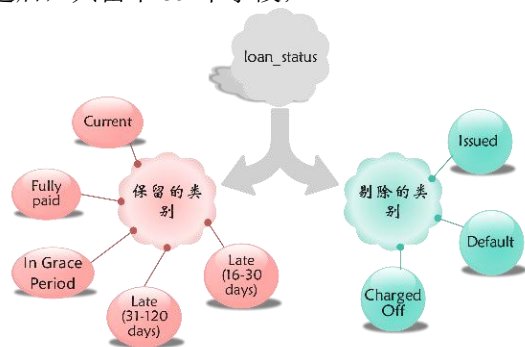 loan_status
Current
Fully
paid
In Grace
Period
Late
(31-120
days)
Late
(16-30
days)
保留的类
别
剔除的类
别
Issued
Default
Charged
Off